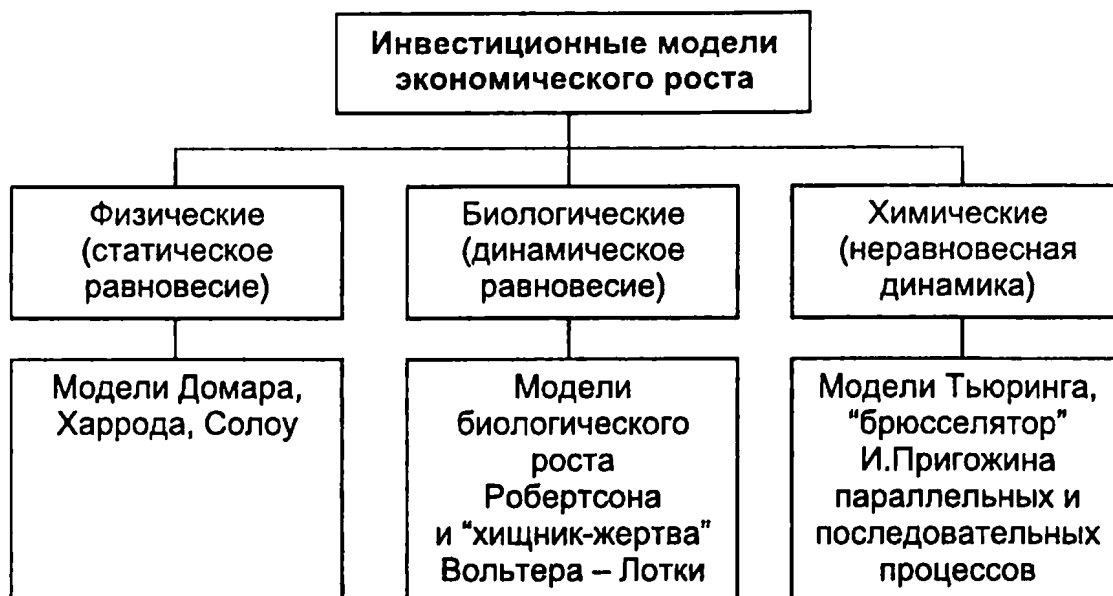 Инвестиционные модели
экономического роста
Физические
(статическое
равновесие)
Биологические
(динамическое
равновесие)
Химические
(неравновесная
динамика)
Модели Домара,
Харрода, Солоу
Модели
биологического
роста
Робертсона
и “хищник-жертва”
Вольтера – Лотки
Модели Тьюринга,
“брюсселятор”
И.Пригожина
параллельных и
последовательных
процессов